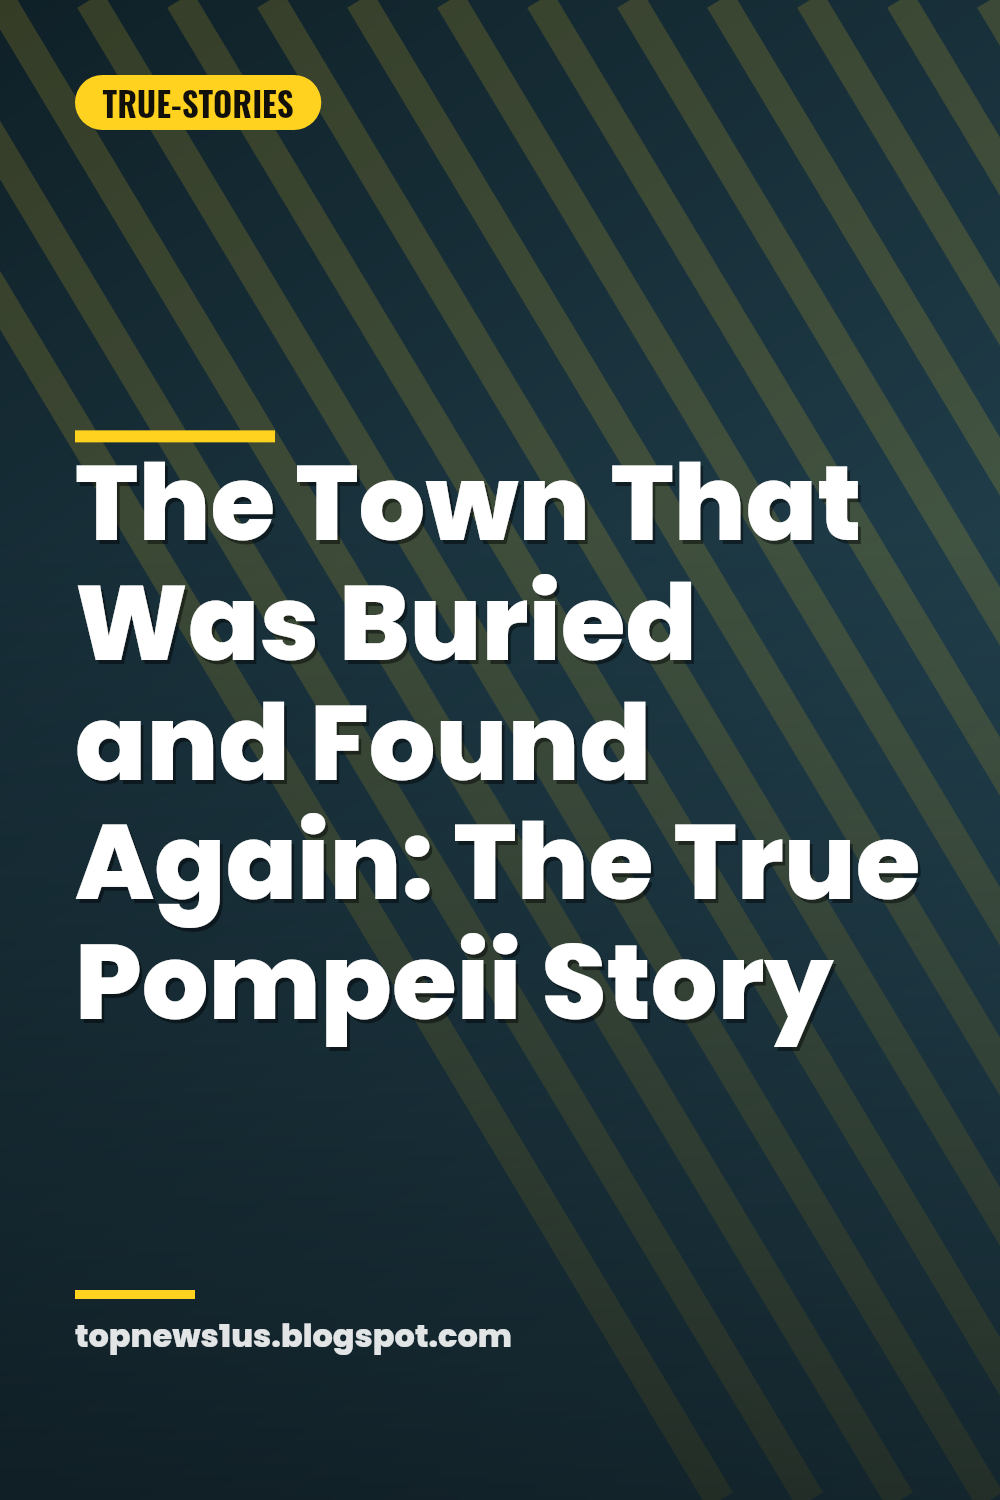 TRUE-STORIES
The Town That
Was Buried
and Found
Again: The True
Pompeii Story
topnews1us.blogspot.com